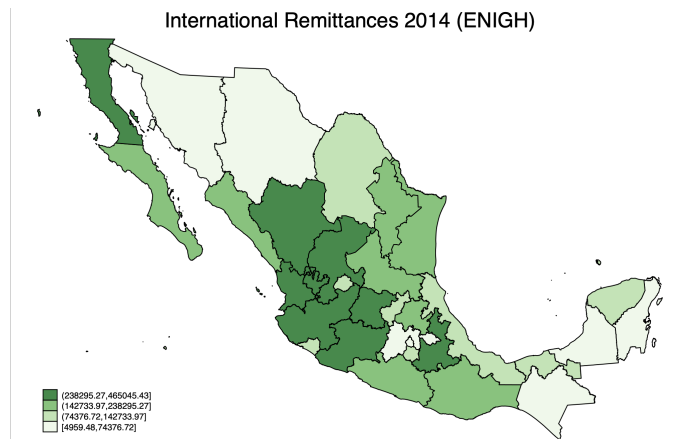 International Remittances 2014 (ENIGH)
(238295.27,465045.43]
(142733.97,238295.27]
(74376.72,142733.97]
[4959.48,74376.72]